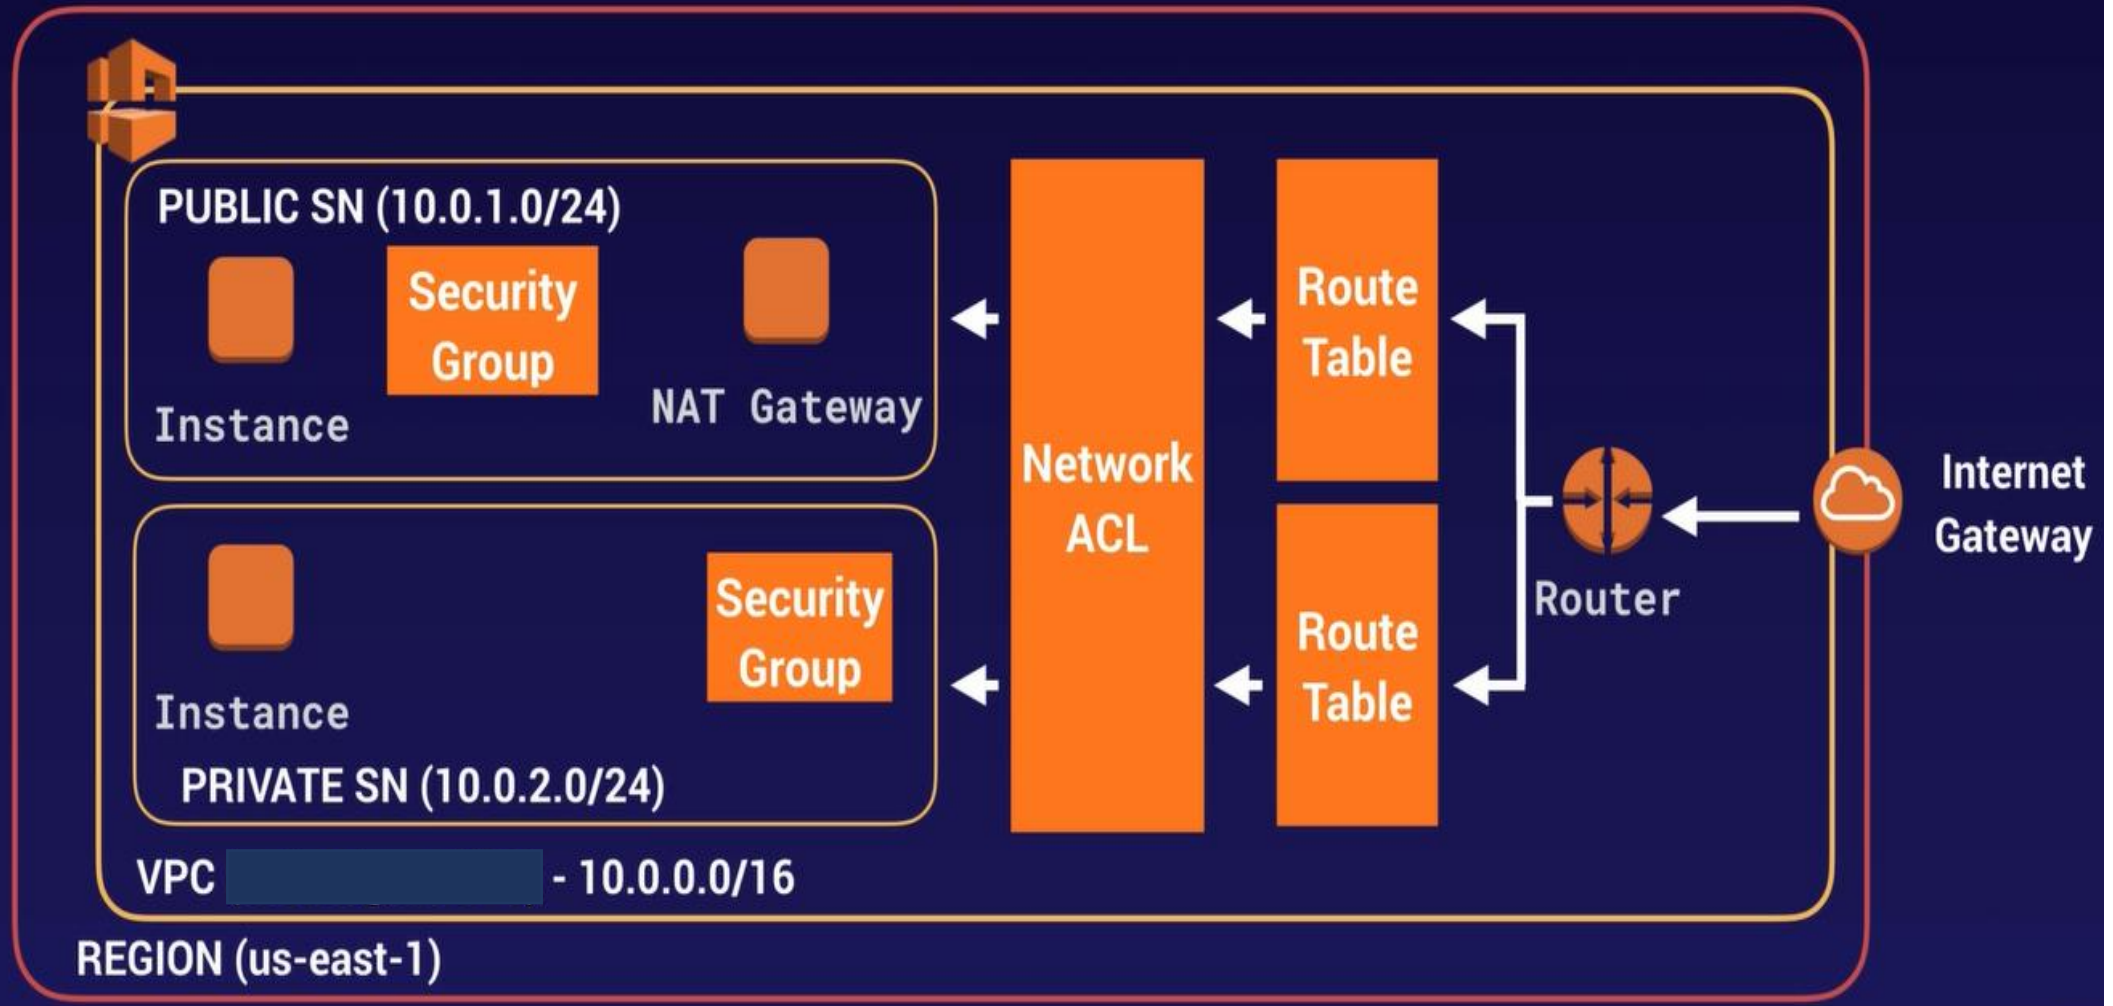 PUBLIC SN (10.0.1.0/24)
Security
Group
Instance
NAT Gateway
Security
Group
Instance
PRIVATE SN (10.0.2.0/24)
VPC - 10.0.0.0/16
REGION (us-east-1)
Network
ACL
Route
Table
Route
Table
Router
Internet
Gateway